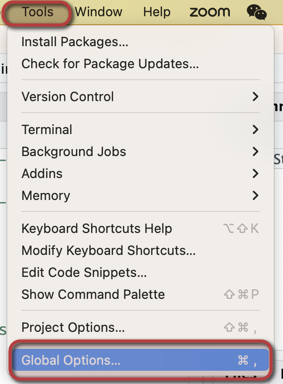 Tools Window Help zoom
Install Packages...
Check for Package Updates...
Version Control
Terminal
Background Jobs
Addins
Memory
Keyboard Shortcuts Help ⌥⇧K
Modify Keyboard Shortcuts...
Edit Code Snippets...
Show Command Palette ⇧⌘P
Project Options... ⇧⌘,
Global Options... ⌘,